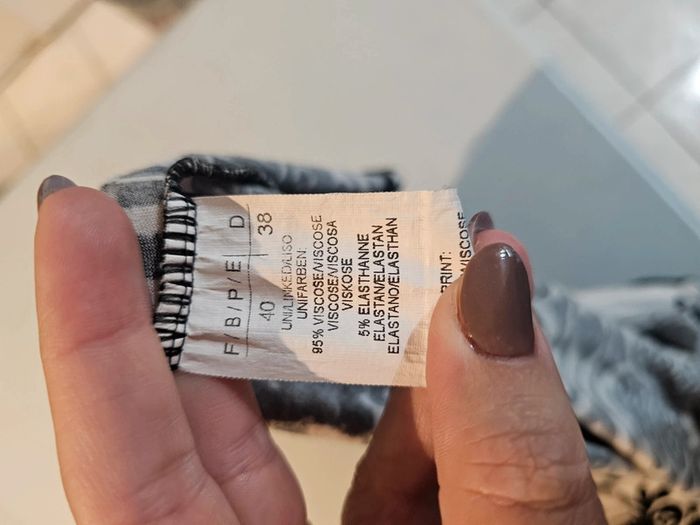 F/B/P/E | D
40 | 38
UNI/LINKED/LISO
UNIFARBEN:
95% VISCOSE/VISCOSE
VISCOSE/VISCOSA
VISKOSE
5% ELASTHANNE
ELASTAN/ELASTAN
ELASTANO/ELASTHAN
PRINT:
VISCOSE